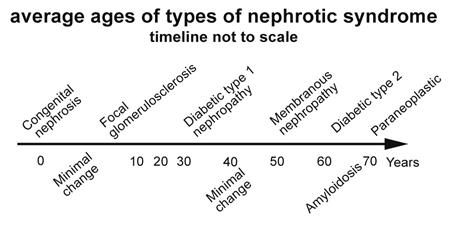 average ages of types of nephrotic syndrome
timeline not to scale
Congenital
nephrosis
Focal
glomerulosclerosis
Diabetic type 1
nephropathy
Membranous
nephropathy
Diabetic type 2
Paraneoplastic
0 10 20 30 40 50 60 70 Years
Minimal
change
Minimal
change
Amyloidosis